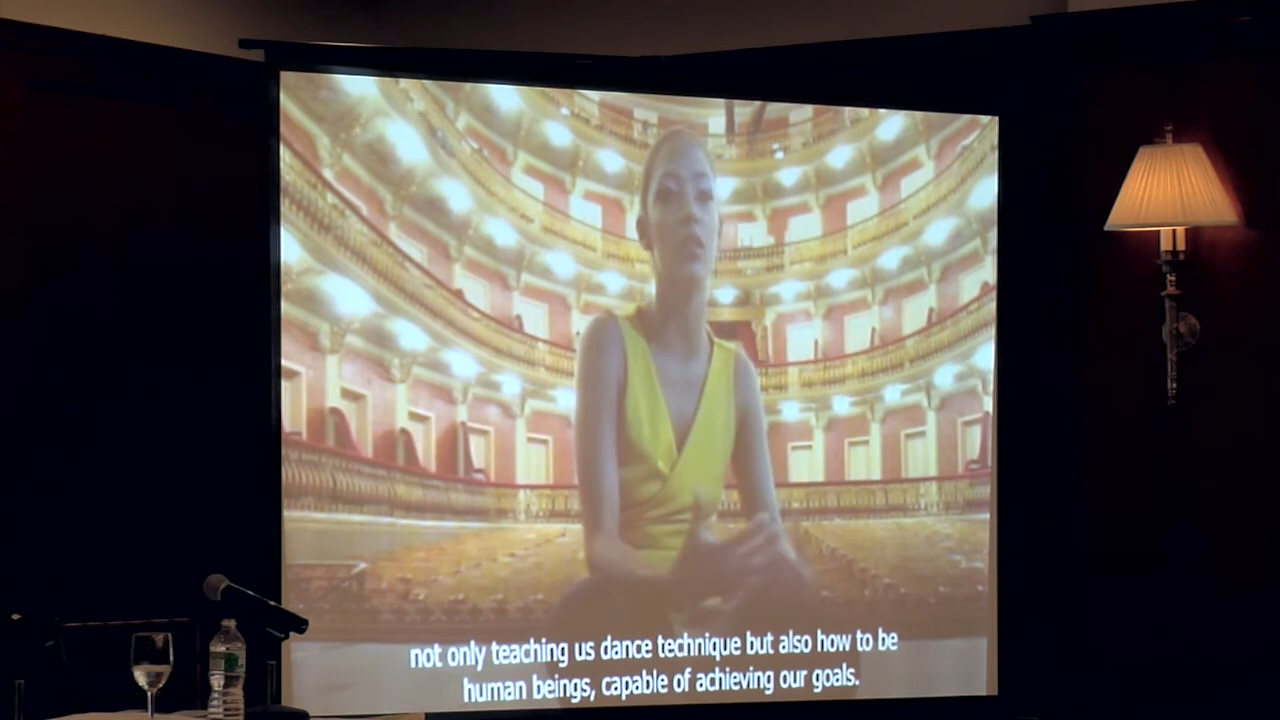 not only teaching us dance technique but also how to be
human beings, capable of achieving our goals.